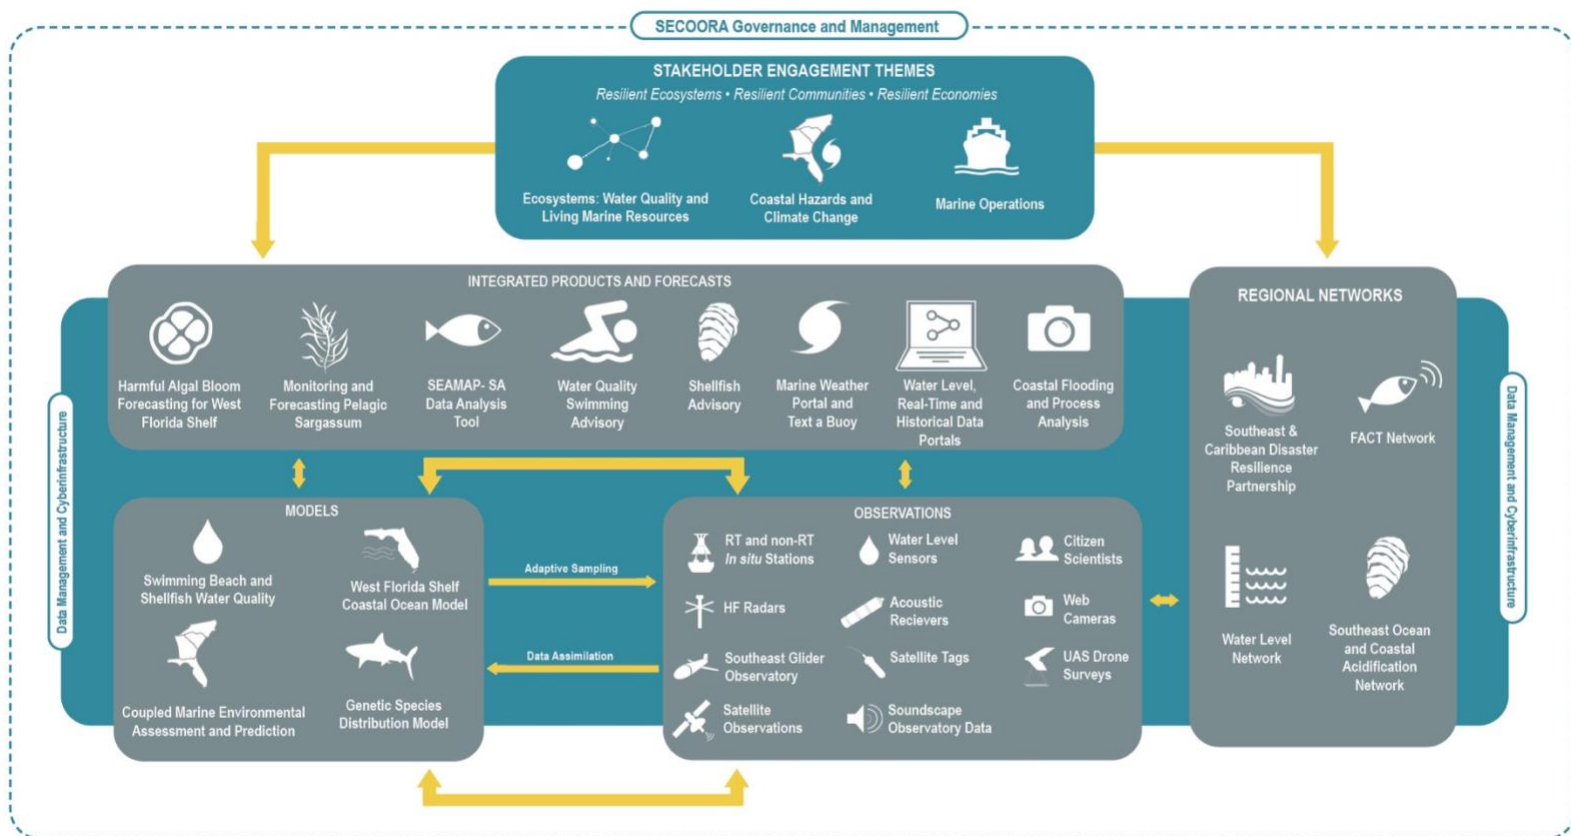 SECOORA Governance and Management
STAKEHOLDER ENGAGEMENT THEMES
Resilient Ecosystems • Resilient Communities • Resilient Economies
Ecosystems: Water Quality and
Living Marine Resources
Coastal Hazards and
Climate Change
Marine Operations
INTEGRATED PRODUCTS AND FORECASTS
Harmful Algal Bloom
Forecasting for West
Florida Shelf
Monitoring and
Forecasting Pelagic
Sargassum
SEAMAP- SA
Data Analysis
Tool
Water Quality
Swimming
Advisory
Shellfish
Advisory
Marine Weather
Portal and
Text a Buoy
Water Level,
Real-Time and
Historical Data
Portals
Coastal Flooding
and Process
Analysis
REGIONAL NETWORKS
Southeast &
Caribbean Disaster
Resilience
Partnership
FACT Network
Water Level
Network
Southeast Ocean
and Coastal
Acidification
Network
Data Management and Cyberinfrastructure
MODELS
Swimming Beach and
Shellfish Water Quality
West Florida Shelf
Coastal Ocean Model
Coupled Marine Environmental
Assessment and Prediction
Genetic Species
Distribution Model
Adaptive Sampling
Data Assimilation
OBSERVATIONS
RT and non-RT
In situ Stations
Water Level
Sensors
Citizen
Scientists
HF Radars
Acoustic
Recievers
Web
Cameras
Southeast Glider
Observatory
Satellite Tags
UAS Drone
Surveys
Satellite
Observations
Soundscape
Observatory Data
Data Management and Cyberinfrastructure